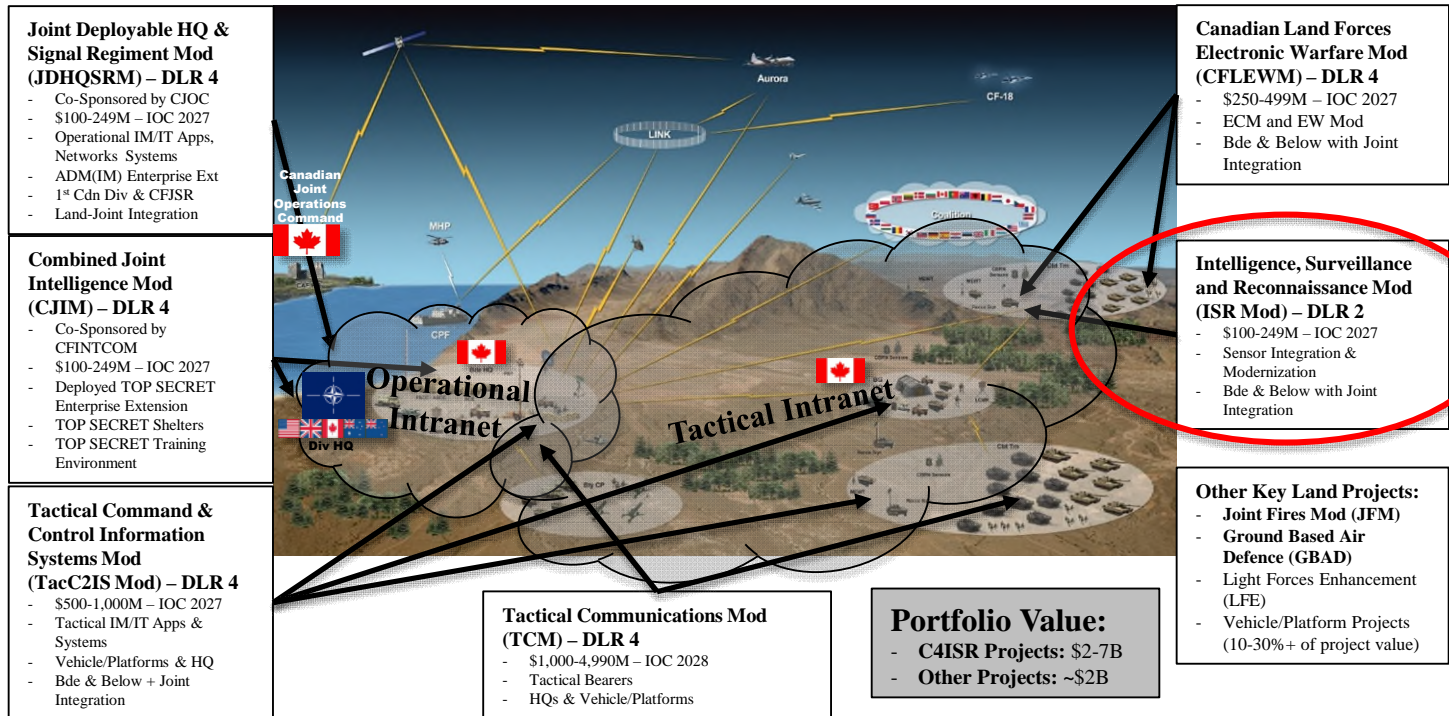 Joint Deployable HQ &
Signal Regiment Mod
(JDHQSRM) – DLR 4
- Co-Sponsored by CJOC
- $100-249M – IOC 2027
- Operational IM/IT Apps,
Networks Systems
- ADM(IM) Enterprise Ext
- 1st Cdn Div & CFJSR
- Land-Joint Integration
Combined Joint
Intelligence Mod
(CJIM) – DLR 4
- Co-Sponsored by
CFINTCOM
- $100-249M – IOC 2027
- Deployed TOP SECRET
Enterprise Extension
- TOP SECRET Shelters
- TOP SECRET Training
Environment
Tactical Command &
Control Information
Systems Mod
(TacC2IS Mod) – DLR 4
- $500-1,000M – IOC 2027
- Tactical IM/IT Apps &
Systems
- Vehicle/Platforms & HQ
- Bde & Below + Joint
Integration
Aurora
CF-18
LINK
Canadian
Joint
Operations
Command
MHP
Coalition
CPF
Operational
Intranet
Div HQ
Tactical Intranet
Tactical Communications Mod
(TCM) – DLR 4
- $1,000-4,990M – IOC 2028
- Tactical Bearers
- HQs & Vehicle/Platforms
Portfolio Value:
- C4ISR Projects: $2-7B
- Other Projects: ~$2B
Canadian Land Forces
Electronic Warfare Mod
(CFLEWM) – DLR 4
- $250-499M – IOC 2027
- ECM and EW Mod
- Bde & Below with Joint
Integration
Intelligence, Surveillance
and Reconnaissance Mod
(ISR Mod) – DLR 2
- $100-249M – IOC 2027
- Sensor Integration &
Modernization
- Bde & Below with Joint
Integration
Other Key Land Projects:
- Joint Fires Mod (JFM)
- Ground Based Air
Defence (GBAD)
- Light Forces Enhancement
(LFE)
- Vehicle/Platform Projects
(10-30%+ of project value)